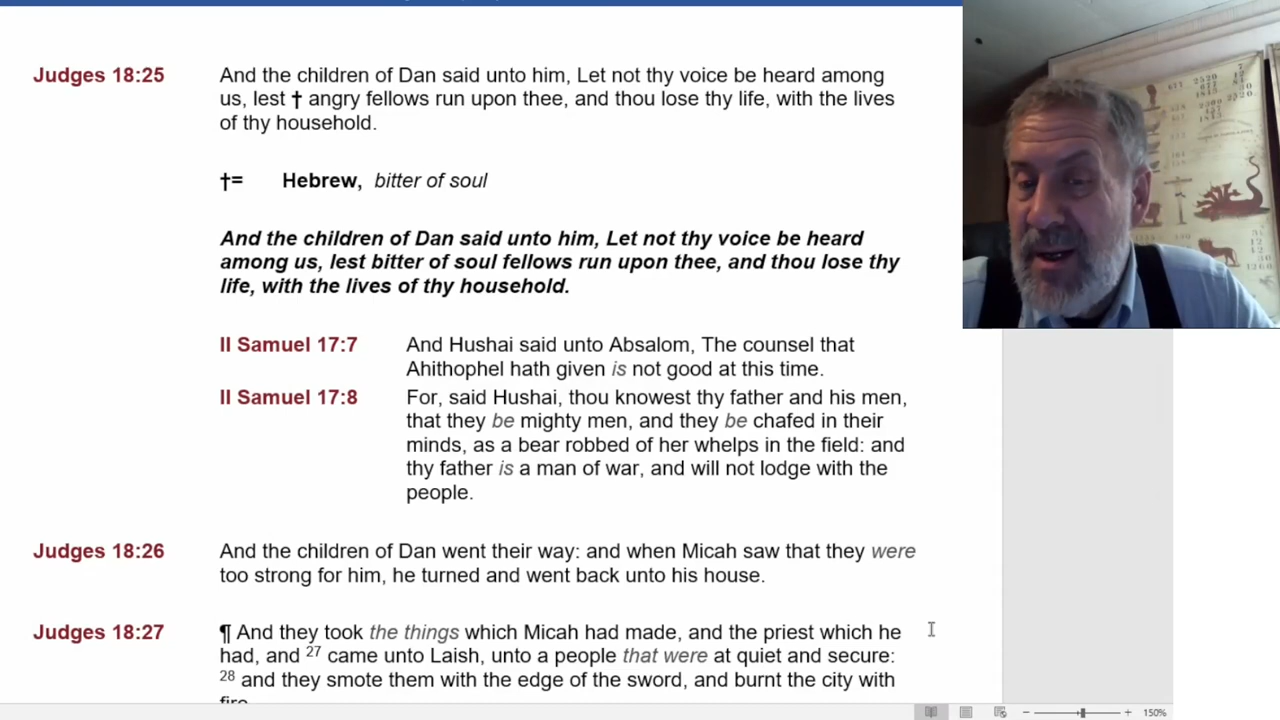 Judges 18:25 And the children of Dan said unto him, Let not thy voice be heard among
us, lest † angry fellows run upon thee, and thou lose thy life, with the lives
of thy household.
†= Hebrew, bitter of soul
And the children of Dan said unto him, Let not thy voice be heard
among us, lest bitter of soul fellows run upon thee, and thou lose thy
life, with the lives of thy household.
II Samuel 17:7 And Hushai said unto Absalom, The counsel that
Ahithophel hath given is not good at this time.
II Samuel 17:8 For, said Hushai, thou knowest thy father and his men,
that they be mighty men, and they be chafed in their
minds, as a bear robbed of her whelps in the field: and
thy father is a man of war, and will not lodge with the
people.
Judges 18:26 And the children of Dan went their way: and when Micah saw that they were
too strong for him, he turned and went back unto his house.
Judges 18:27 ¶ And they took the things which Micah had made, and the priest which he
had, and 27 came unto Laish, unto a people that were at quiet and secure:
28 and they smote them with the edge of the sword, and burnt the city with
fire
150%
2520
677
1843
2520